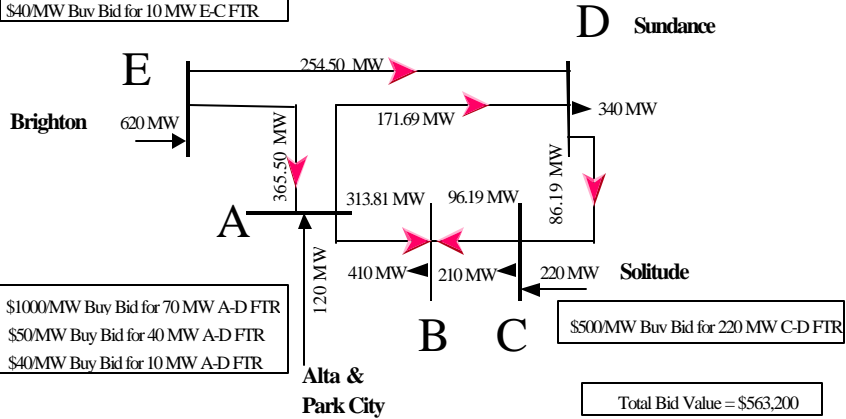 $40/MW Buy Bid for 10 MW E-C FTR
D
Sundance
E
254.50 MW
Brighton
620 MW
171.69 MW
340 MW
365.50 MW
86.19 MW
A
313.81 MW
96.19 MW
120 MW
410 MW
210 MW
220 MW
Solitude
B
C
$1000/MW Buy Bid for 70 MW A-D FTR
$50/MW Buy Bid for 40 MW A-D FTR
$40/MW Buy Bid for 10 MW A-D FTR
$500/MW Buy Bid for 220 MW C-D FTR
Alta &
Park City
Total Bid Value = $563,200